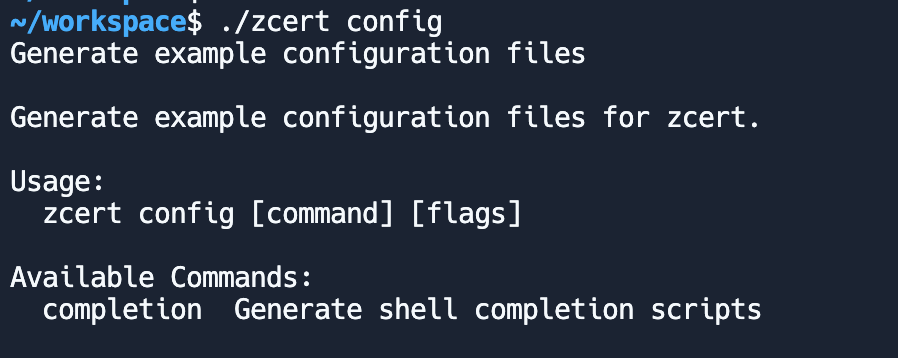 ~/workspace$ ./zcert config
Generate example configuration files

Generate example configuration files for zcert.

Usage:
  zcert config [command] [flags]

Available Commands:
  completion  Generate shell completion scripts